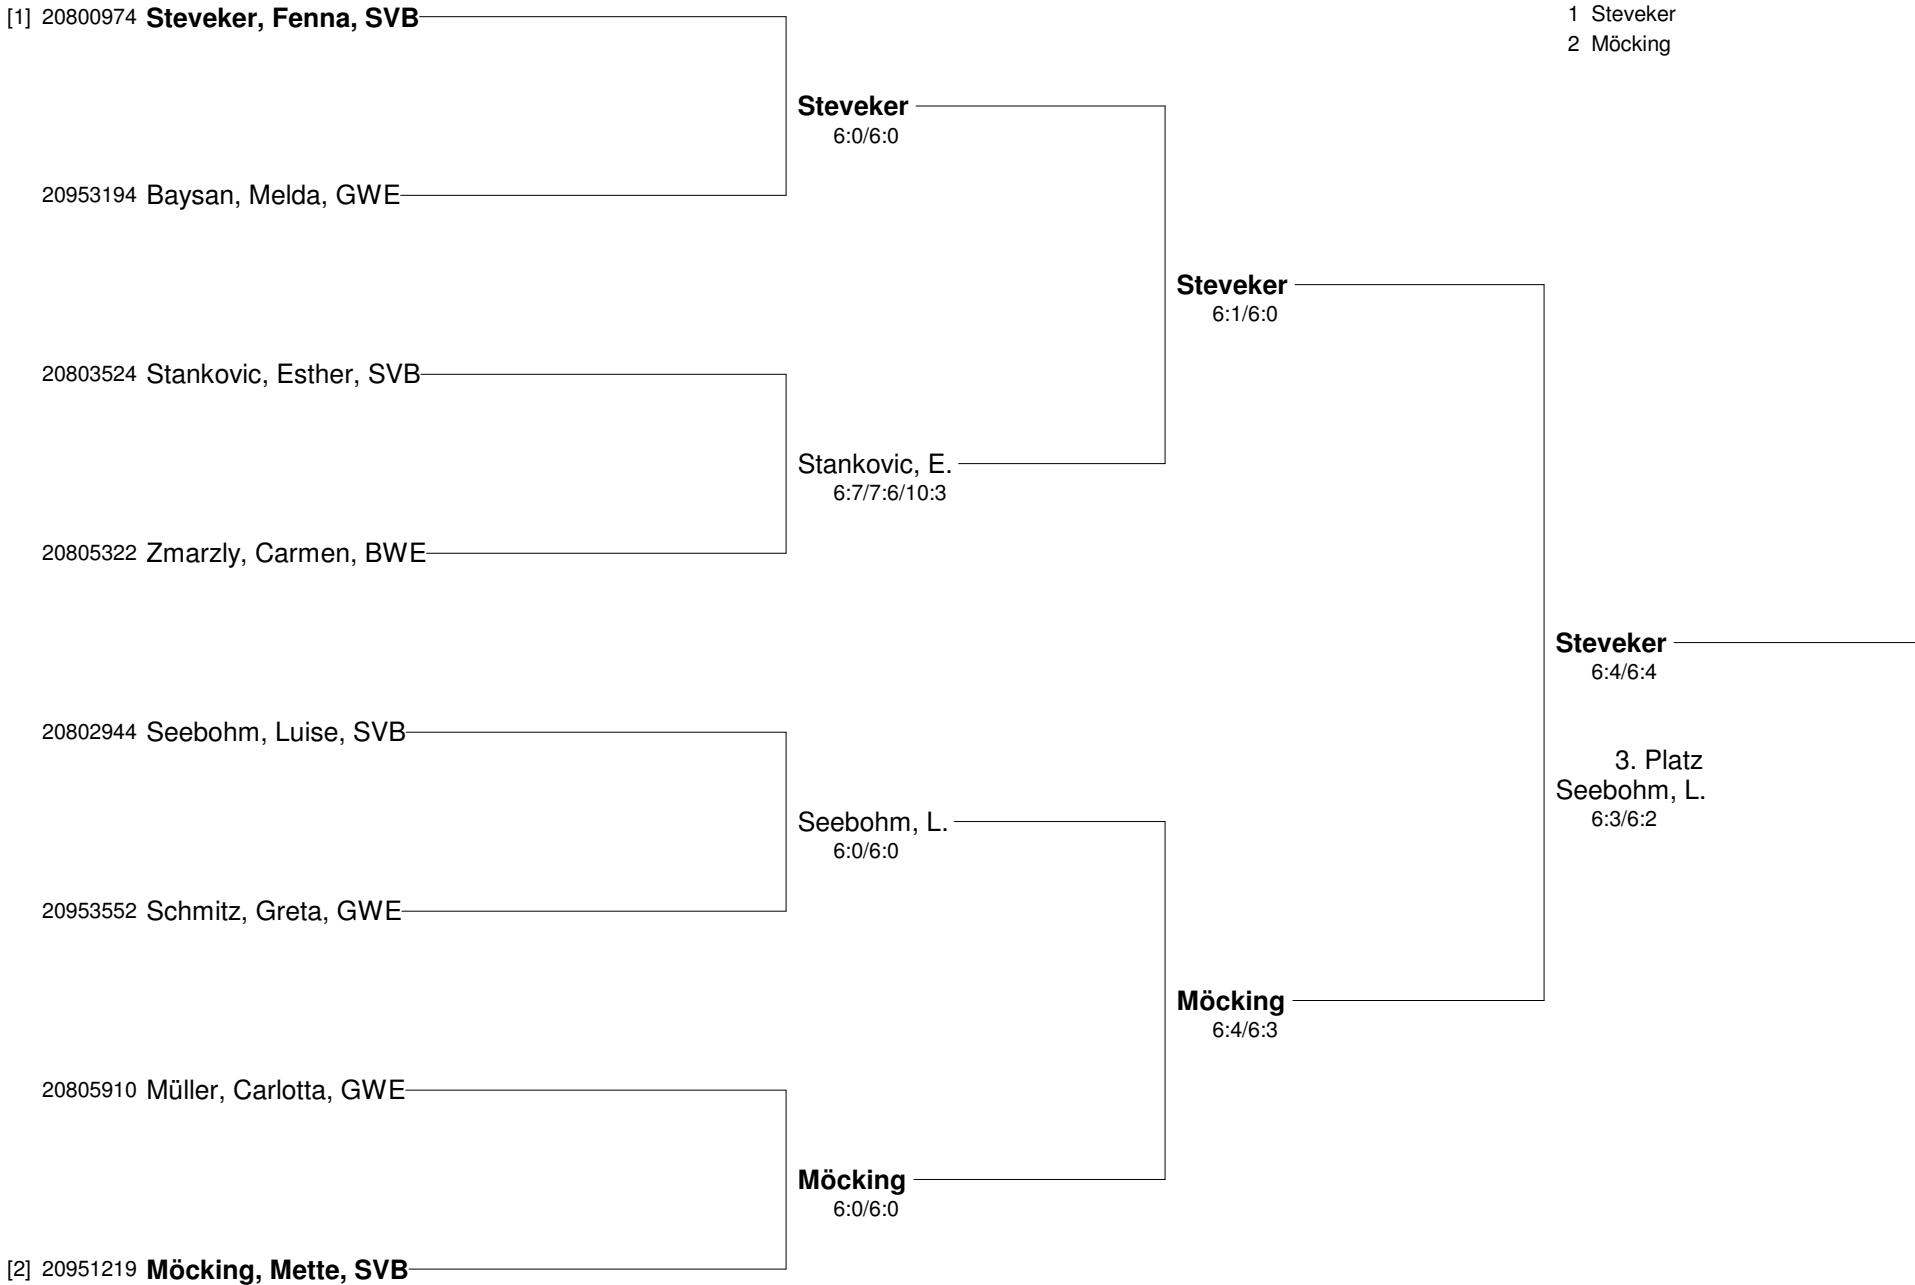 [1] 20800974 Steveker, Fenna, SVB
1 Steveker
2 Möcking
Steveker
6:0/6:0
20953194 Baysan, Melda, GWE
Steveker
6:1/6:0
20803524 Stankovic, Esther, SVB
Stankovic, E.
6:7/7:6/10:3
20805322 Zmarzly, Carmen, BWE
Steveker
6:4/6:4
20802944 Seebohm, Luise, SVB
3. Platz
Seebohm, L.
6:3/6:2
Seebohm, L.
6:0/6:0
20953552 Schmitz, Greta, GWE
Möcking
6:4/6:3
20805910 Müller, Carlotta, GWE
Möcking
6:0/6:0
[2] 20951219 Möcking, Mette, SVB